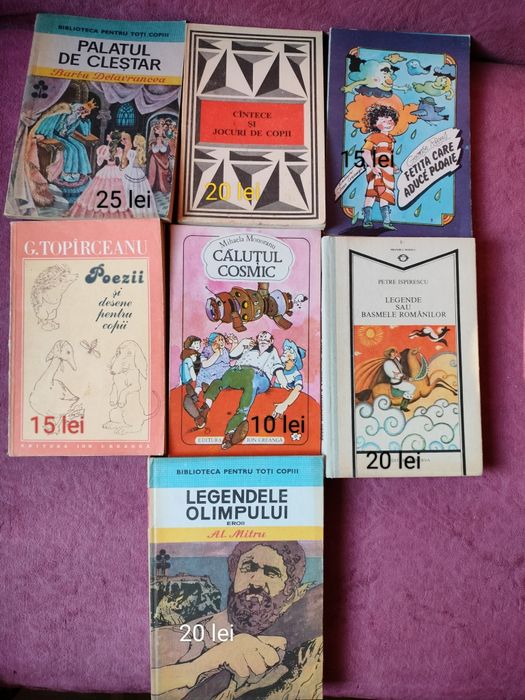 BIBLIOTECA PENTRU TOȚI COPIII
PALATUL
DE CLEȘTAR
Barbu Delavrancea
25 lei
CÎNTECE
ȘI
JOCURI DE COPII
20 lei
15 lei
FETIȚA CARE
ADUCE PLOAIE
G.TOPÎRCEANU
Poezii
și
desene
pentru
copii
15 lei
EDITURA ION CREANGĂ
Mihaela Monoranu
CĂLUȚUL
COSMIC
10 lei
EDITURA ION CREANGĂ
PETRE ISPIRESCU
LEGENDE
SAU
BASMELE ROMÂNILOR
20 lei
BIBLIOTECA PENTRU TOȚI COPIII
LEGENDELE
OLIMPULUI
EROII
Al. Mitru
20 lei